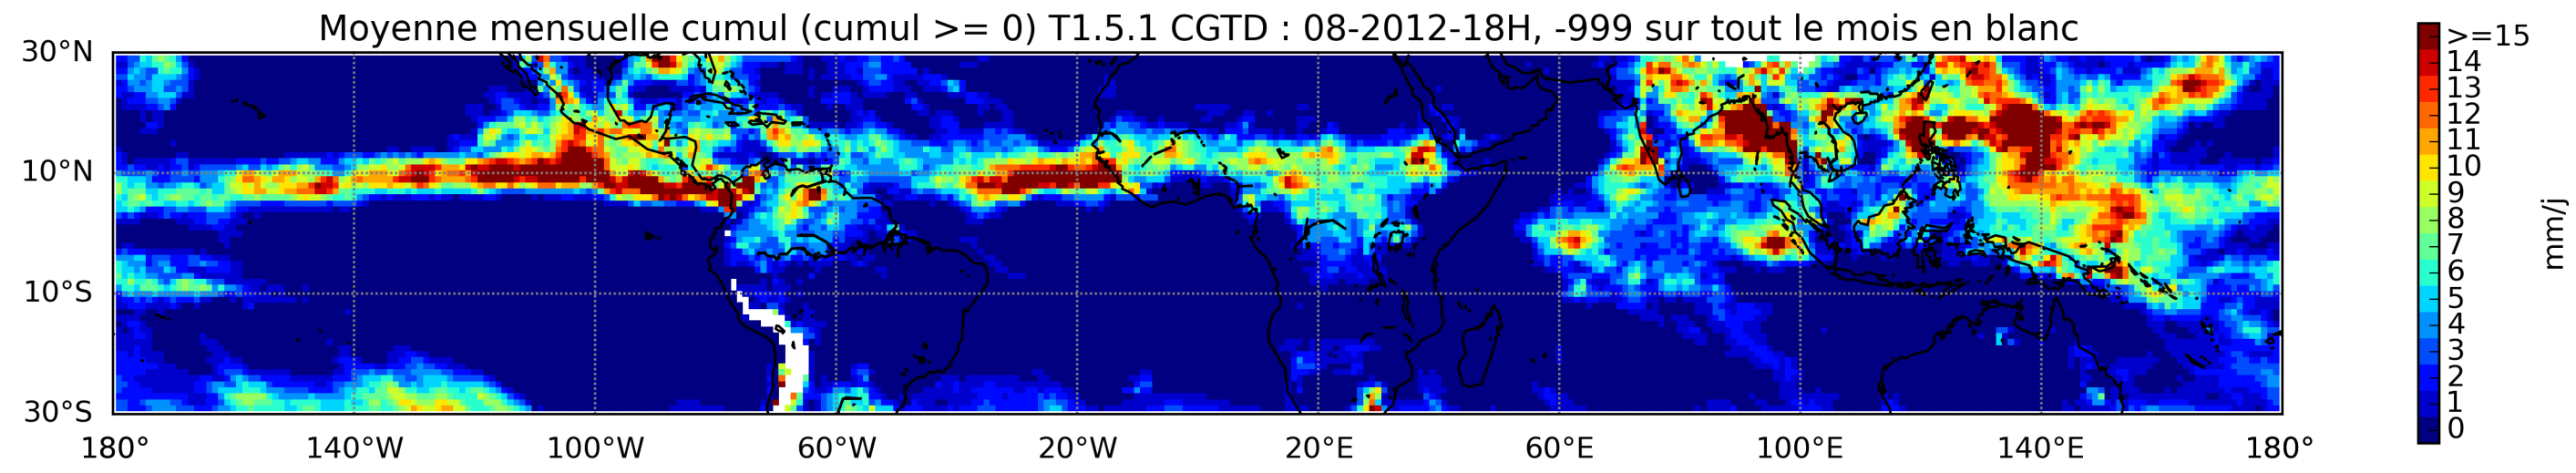 Moyenne mensuelle cumul (cumul >= 0) T1.5.1 CGTD : 08-2012-18H, -999 sur tout le mois en blanc
30°N
10°N
10°S
30°S
180°
140°W
100°W
60°W
20°W
20°E
60°E
100°E
140°E
180°
>=15
14
13
12
11
10
9
8
7
6
5
4
3
2
1
0
mm/j